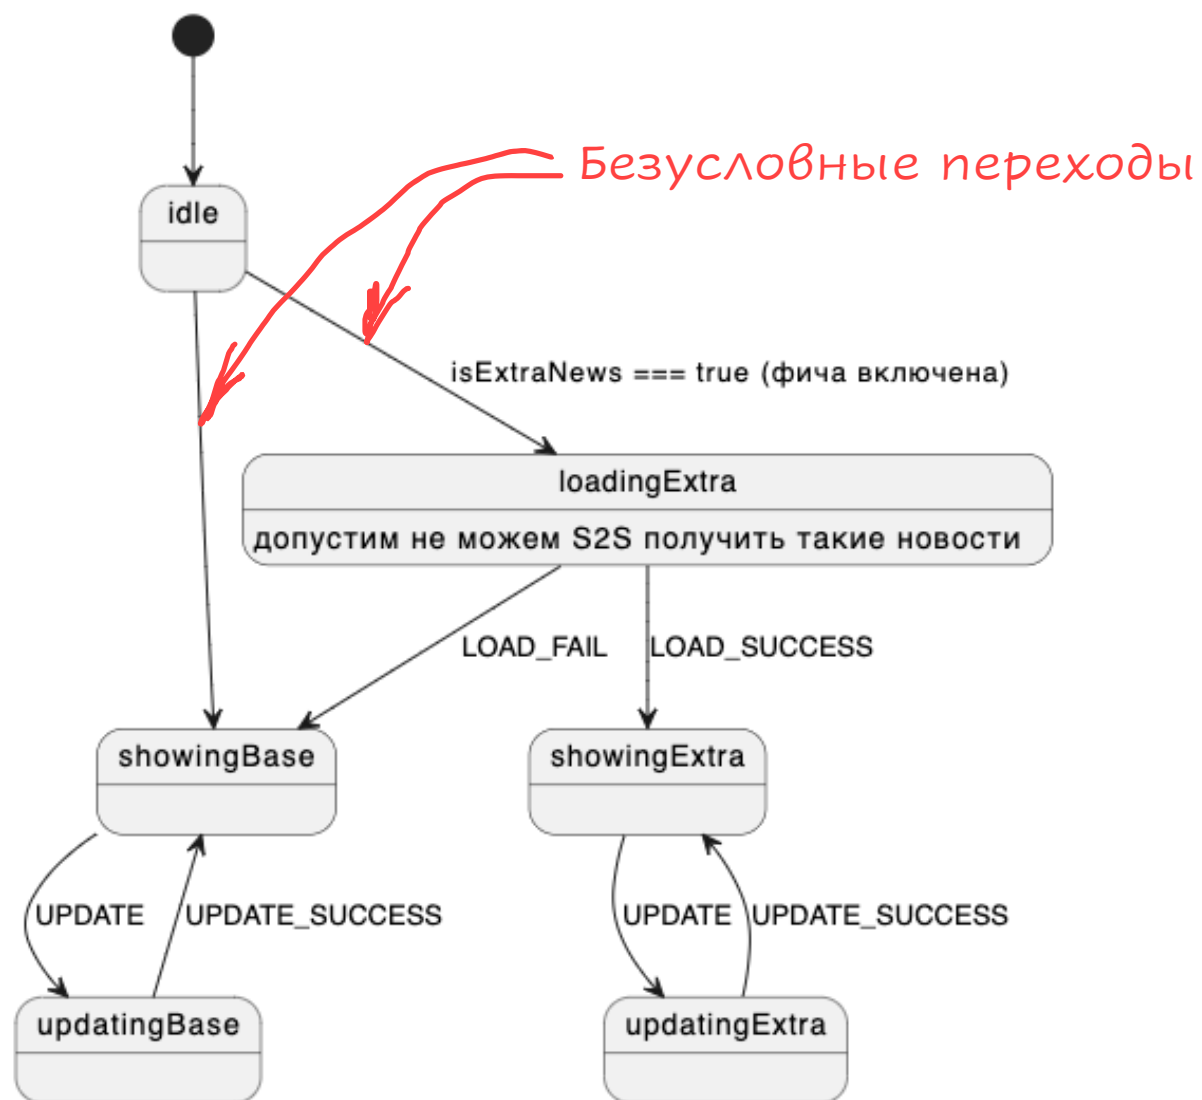 Безусловные переходы
idle
isExtraNews === true (фича включена)
loadingExtra
допустим не можем S2S получить такие новости
LOAD_FAIL
LOAD_SUCCESS
showingBase
showingExtra
UPDATE
UPDATE_SUCCESS
UPDATE
UPDATE_SUCCESS
updatingBase
updatingExtra